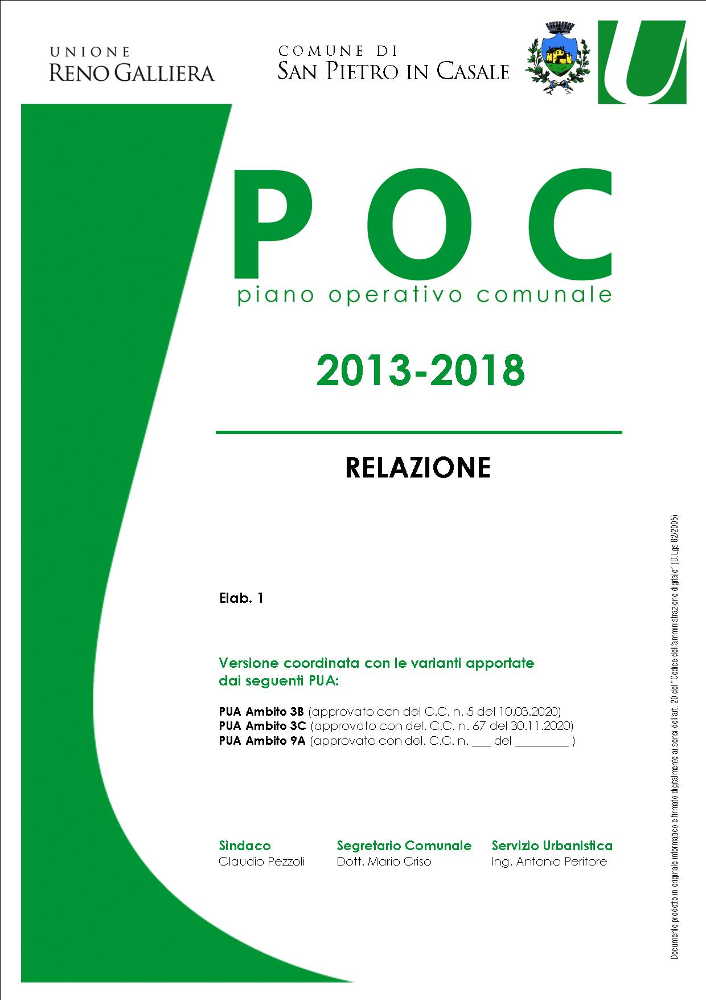 UNIONE
RENO GALLIERA
COMUNE DI
SAN PIETRO IN CASALE
U
POC
piano operativo comunale
2013-2018
RELAZIONE
Elab. 1
Versione coordinata con le varianti apportate
dai seguenti PUA:
PUA Ambito 3B (approvato con del C.C. n. 5 del 10.03.2020)
PUA Ambito 3C (approvato con del. C.C. n. 67 del 30.11.2020)
PUA Ambito 9A (approvato con del. C.C. n. ___ del _________ )
Sindaco Segretario Comunale Servizio Urbanistica
Claudio Pezzoli Dott. Mario Criso Ing. Antonio Peritore
Documento prodotto in originale informatico e firmato digitalmente ai sensi dell'art. 20 del "Codice dell'amministrazione digitale" (D.Lgs 82/2005)